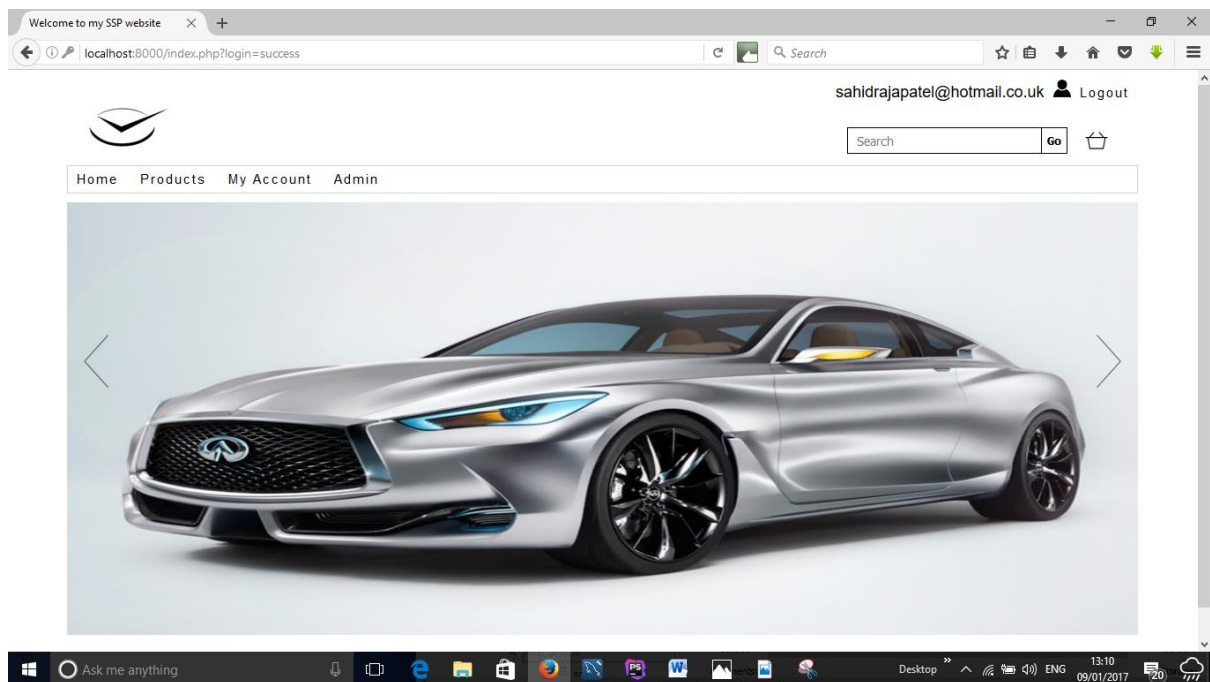 Welcome to my SSP website
localhost:8000/index.php?login=success
Search
sahidrajapatel@hotmail.co.uk Logout
Search Go
Home Products My Account Admin
Ask me anything
PS
W
Desktop
ENG
13:10
09/01/2017
20